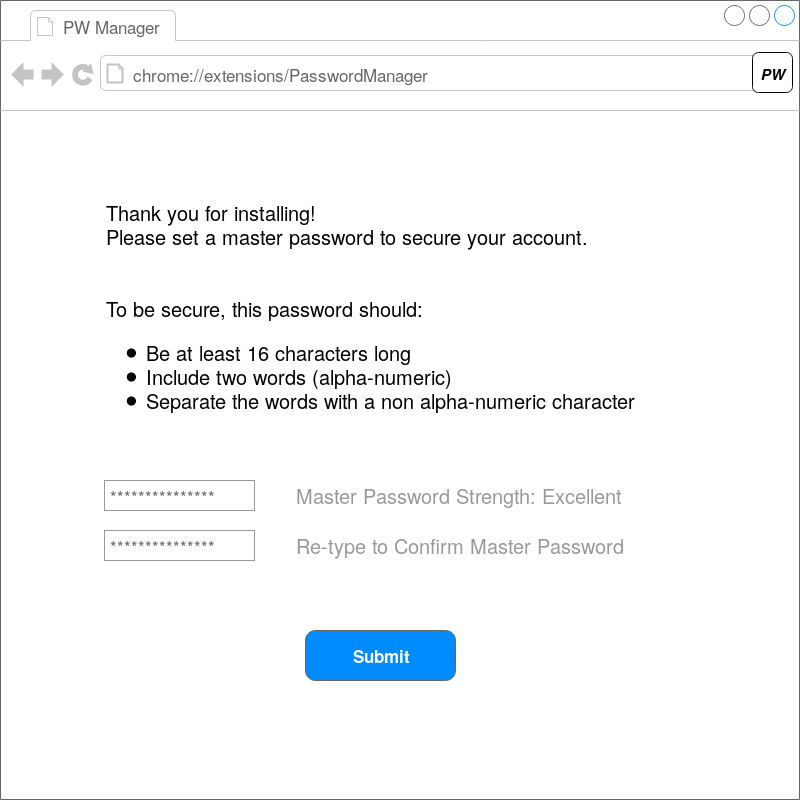 PW Manager
chrome://extensions/PasswordManager
PW
Thank you for installing!
Please set a master password to secure your account.
To be secure, this password should:
Be at least 16 characters long
Include two words (alpha-numeric)
Separate the words with a non alpha-numeric character
***************
Master Password Strength: Excellent
***************
Re-type to Confirm Master Password
Submit